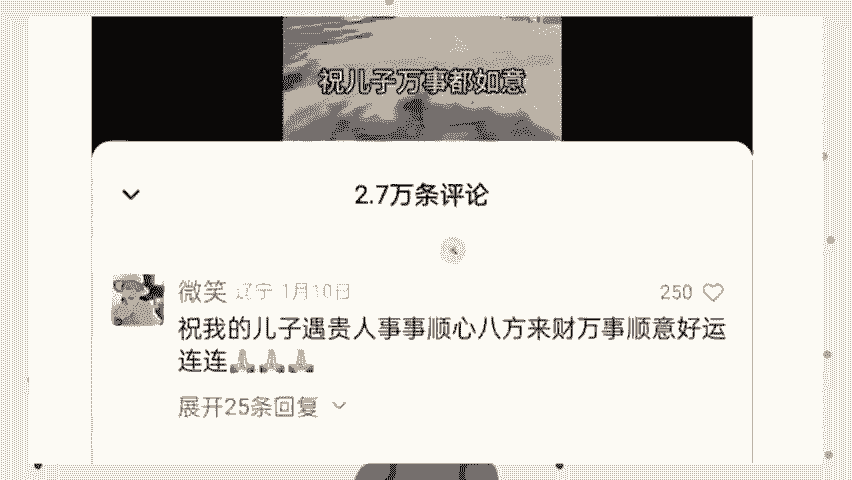 祝儿子万事都如意
2.7万条评论
微笑 辽宁 1月10日 250
祝我的儿子遇贵人事事顺心八方来财万事顺意好运
连连🙏🙏🙏
展开25条回复